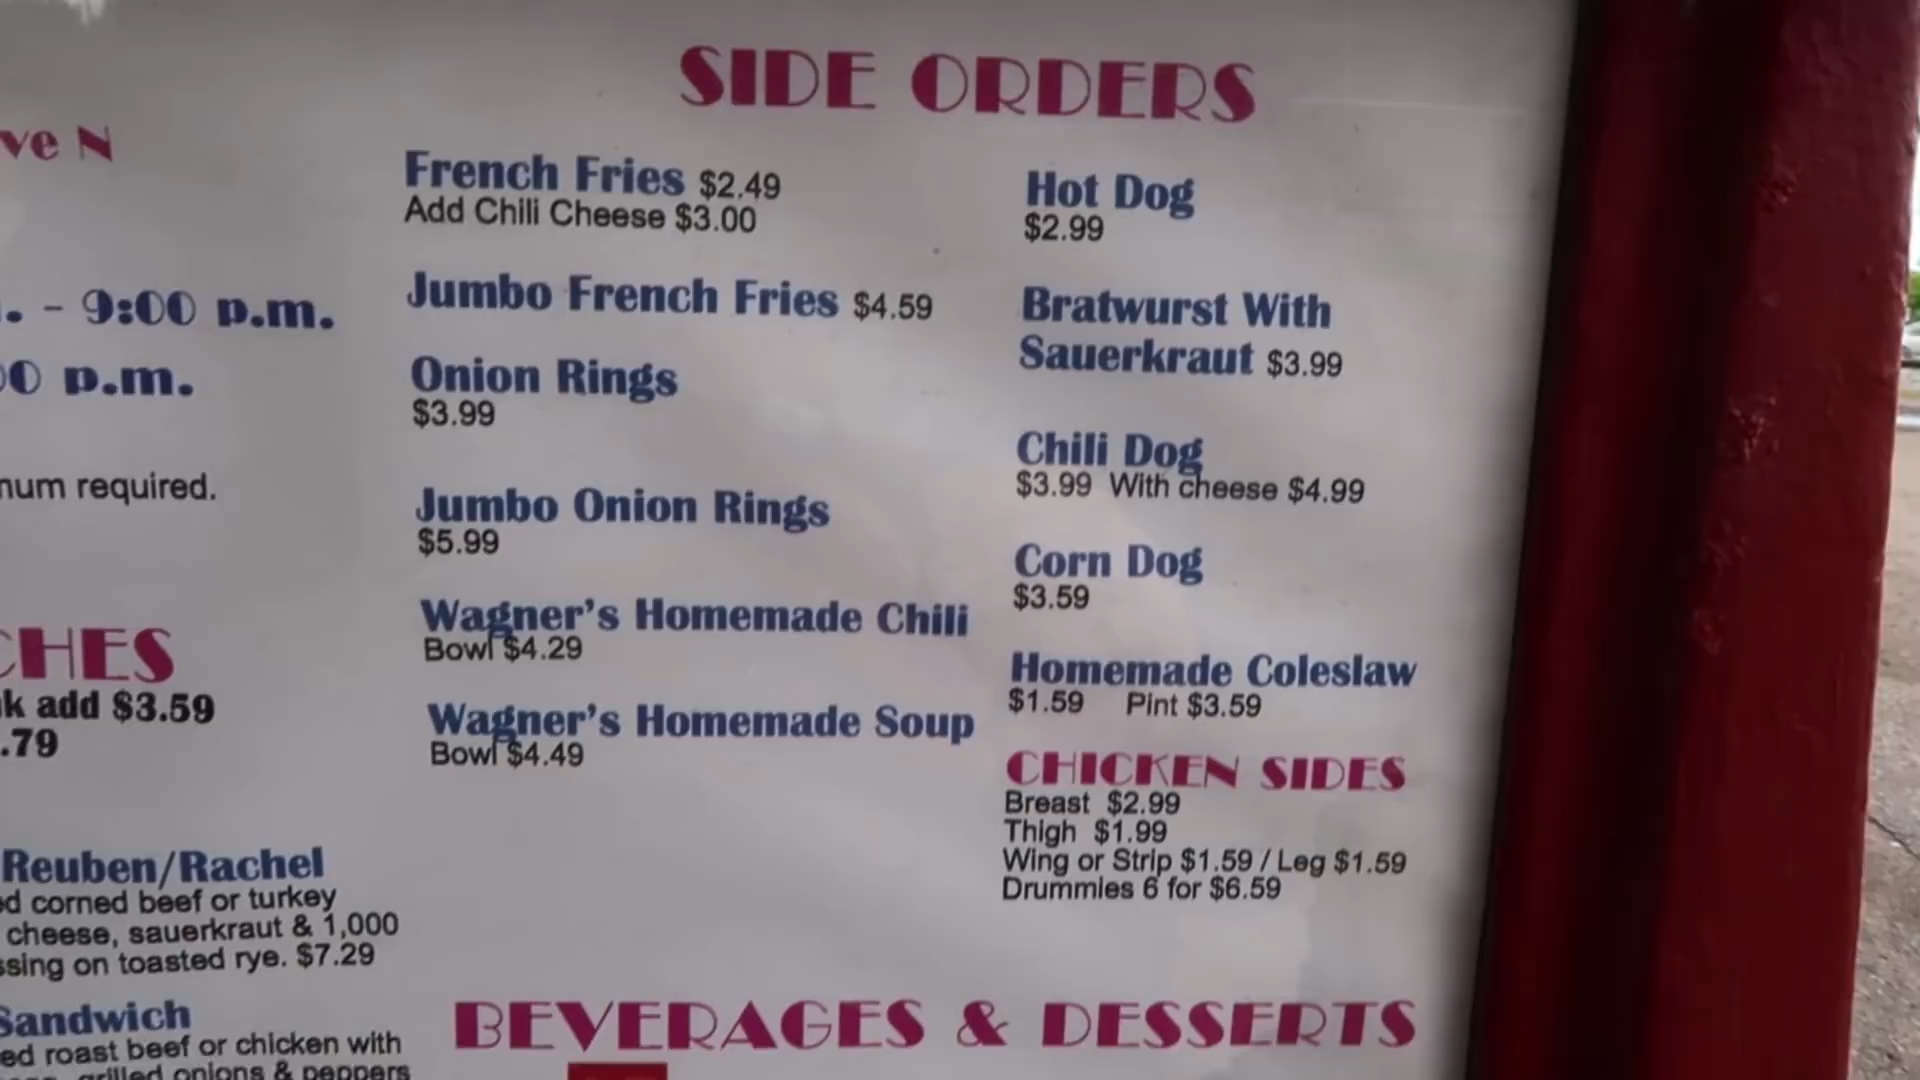 ve N
- 9:00 p.m.
p.m.
required.
add $3.59
.79
Reuben/Rachel
corned beef or turkey
cheese, sauerkraut & 1,000
on toasted rye. $7.29
Sandwich
roast beef or chicken with
grilled onions & peppers
SIDE ORDERS
French Fries $2.49
Add Chili Cheese $3.00
Jumbo French Fries $4.59
Onion Rings
$3.99
Jumbo Onion Rings
$5.99
Wagner's Homemade Chili
Bowl $4.29
Wagner's Homemade Soup
Bowl $4.49
Hot Dog
$2.99
Bratwurst With
Sauerkraut $3.99
Chili Dog
$3.99 With cheese $4.99
Corn Dog
$3.59
Homemade Coleslaw
$1.59 Pint $3.59
CHICKEN SIDES
Breast $2.99
Thigh $1.99
Wing or Strip $1.59 / Leg $1.59
Drummies 6 for $6.59
BEVERAGES & DESSERTS